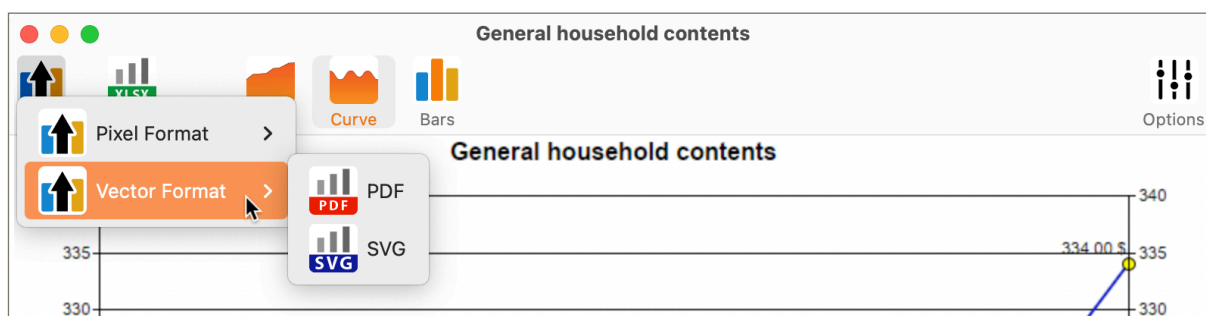 General household contents
XLSX
Curve
Bars
Options
Pixel Format
Vector Format
PDF
PDF
SVG
SVG
General household contents
340
335
334.00 $
335
330
330